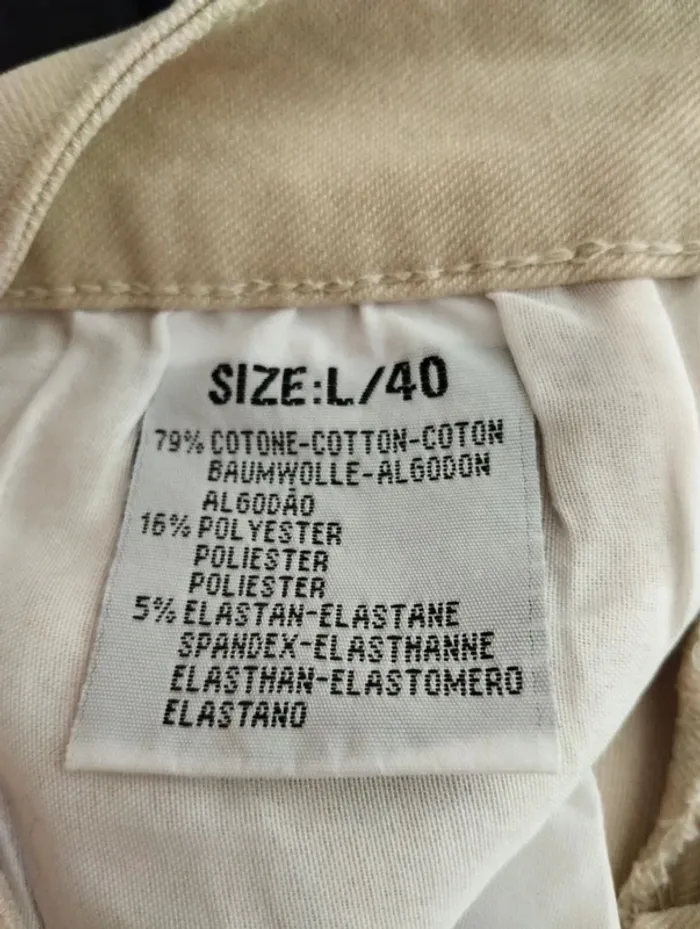 SIZE:L/40
79% COTONE-COTTON-COTON
BAUMWOLLE-ALGODON
ALGODÃO
16% POLYESTER
POLIESTER
POLIESTER
5% ELASTAN-ELASTANE
SPANDEX-ELASTHANNE
ELASTHAN-ELASTOMERO
ELASTANO